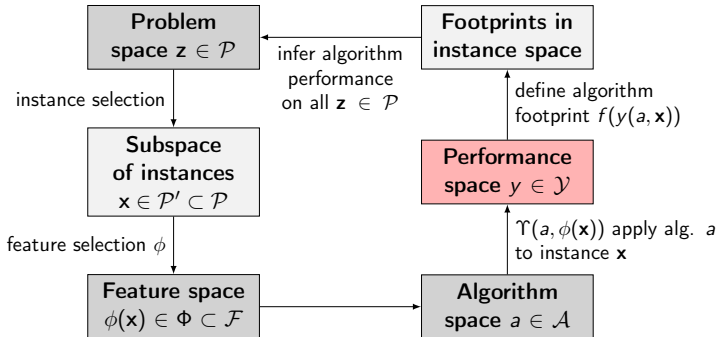 Problem
space z ∈ 𝒫
instance selection
Subspace
of instances
x ∈ 𝒫′ ⊂ 𝒫
feature selection ϕ
Feature space
ϕ(x) ∈ Φ ⊂ ℱ
Algorithm
space a ∈ 𝒜
ϒ(a, ϕ(x)) apply alg. a
to instance x
Performance
space y ∈ 𝒴
define algorithm
footprint f(y(a, x))
Footprints in
instance space
infer algorithm
performance
on all z ∈ 𝒫